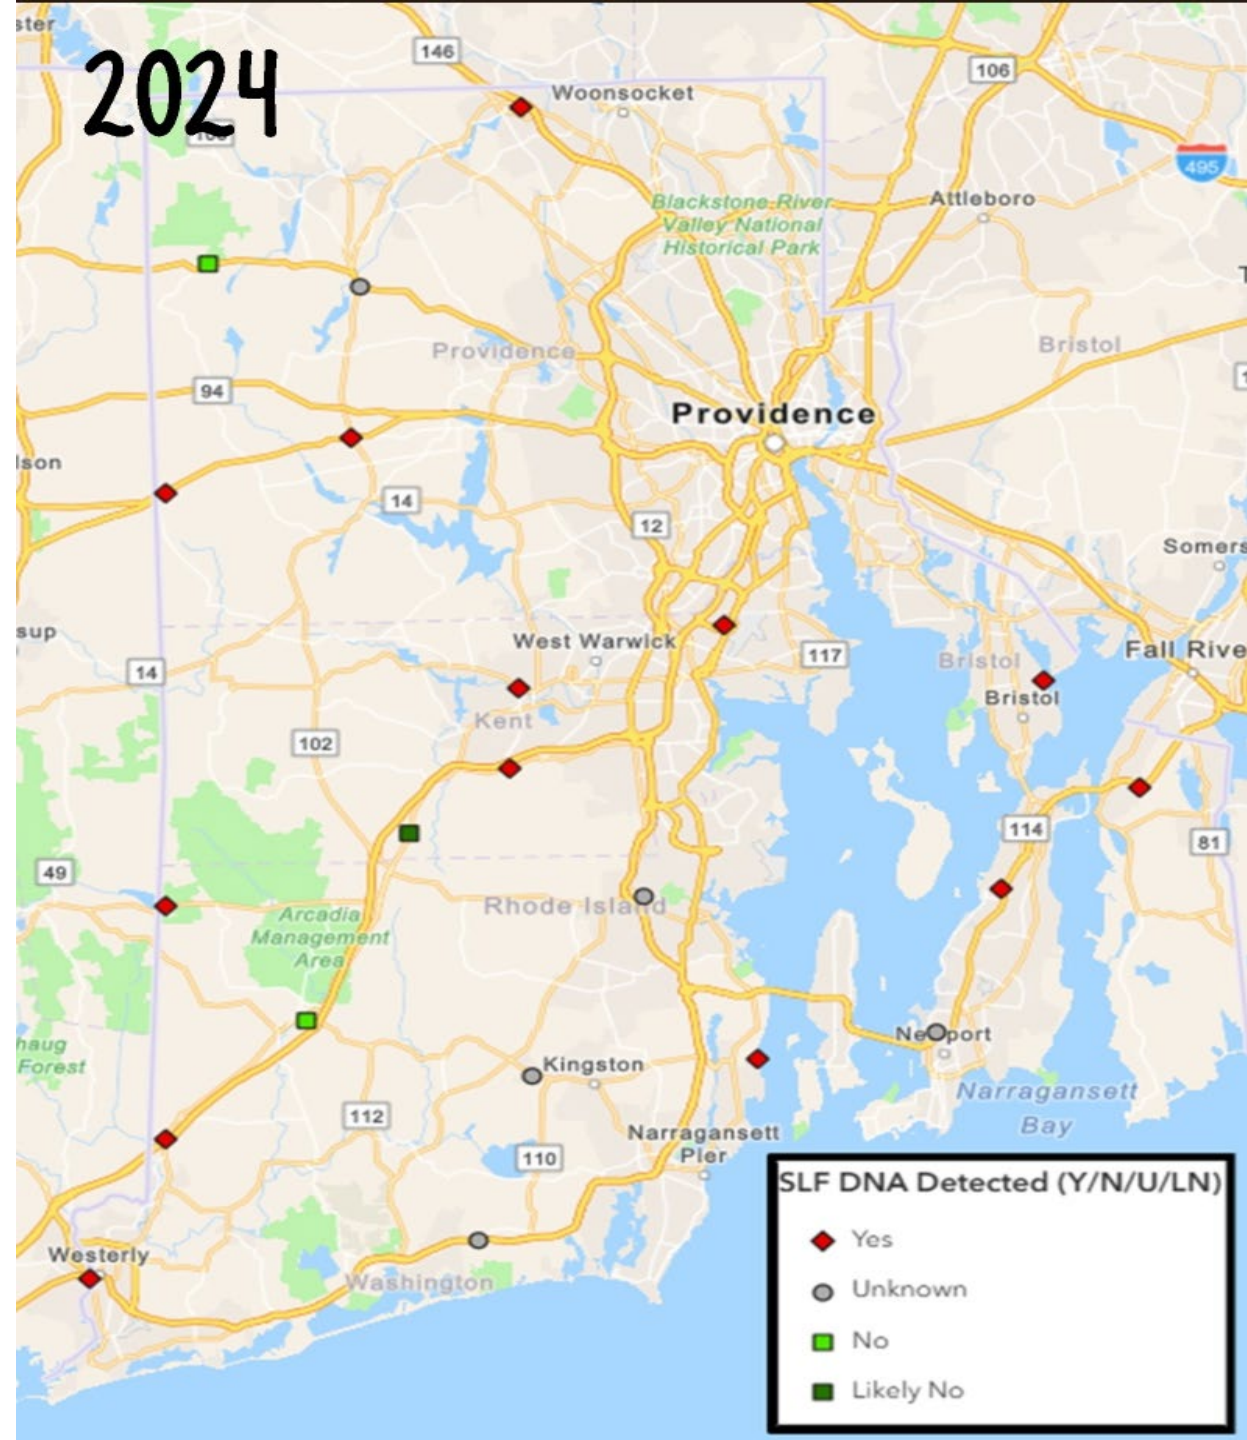 ster
2024
146
106
Woonsocket
495
Blackstone River
Valley National
Historical Park
Attleboro
Providence
Bristol
94
Providence
lson
14
12
Somers
sup
West Warwick
117
Bristol
Fall Rive
14
Bristol
Kent
102
114
81
49
Rhode Island
Arcadia
Management
Area
Newport
haug
Forest
Kingston
Narragansett
Bay
112
Narragansett
Pier
110
Westerly
Washington
SLF DNA Detected (Y/N/U/LN)
Yes
Unknown
No
Likely No